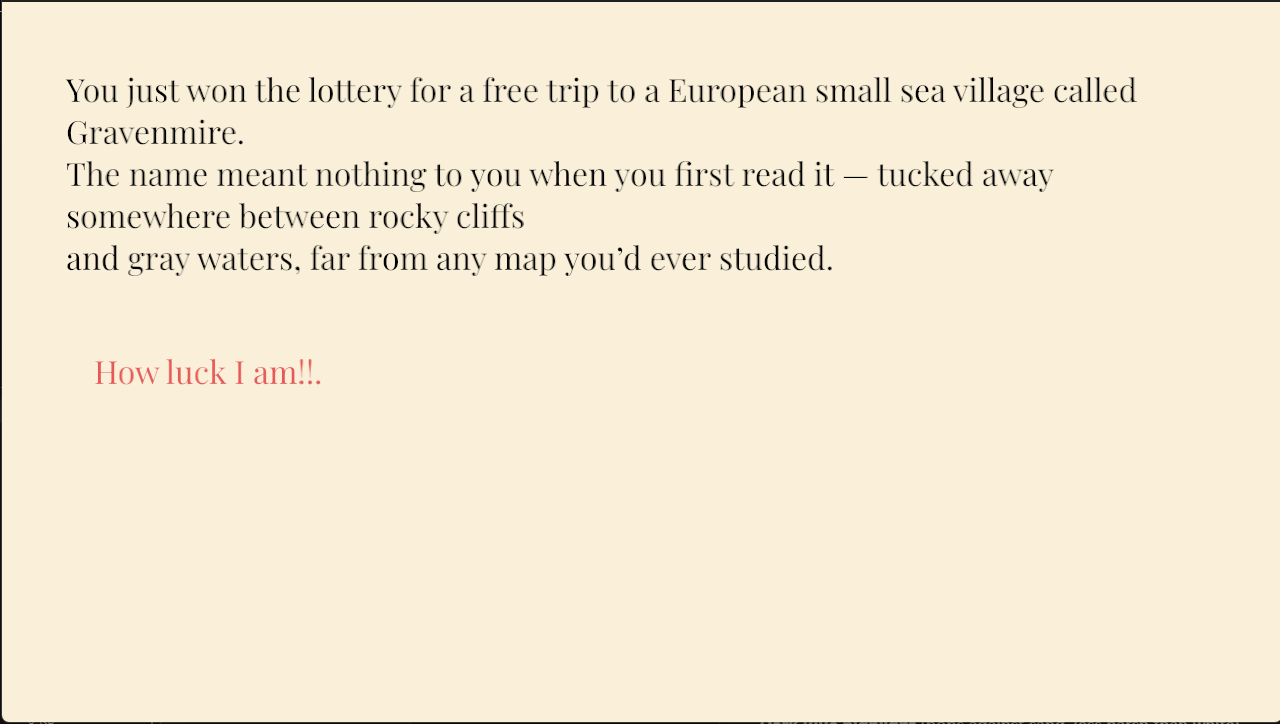 You just won the lottery for a free trip to a European small sea village called
Gravenmire.
The name meant nothing to you when you first read it — tucked away
somewhere between rocky cliffs
and gray waters, far from any map you’d ever studied.
How luck I am!!.